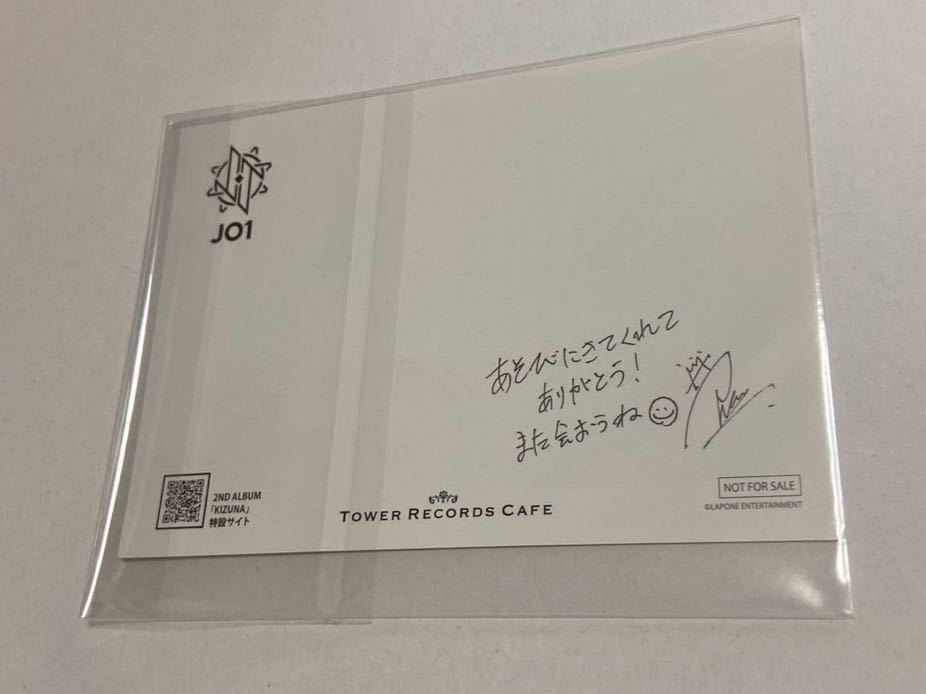 JO1
あそびにきてくれて
ありがとう!
また会おうね
2ND ALBUM
「KIZUNA」
特設サイト
TOWER RECORDS CAFE
NOT FOR SALE
©LAPONE ENTERTAINMENT